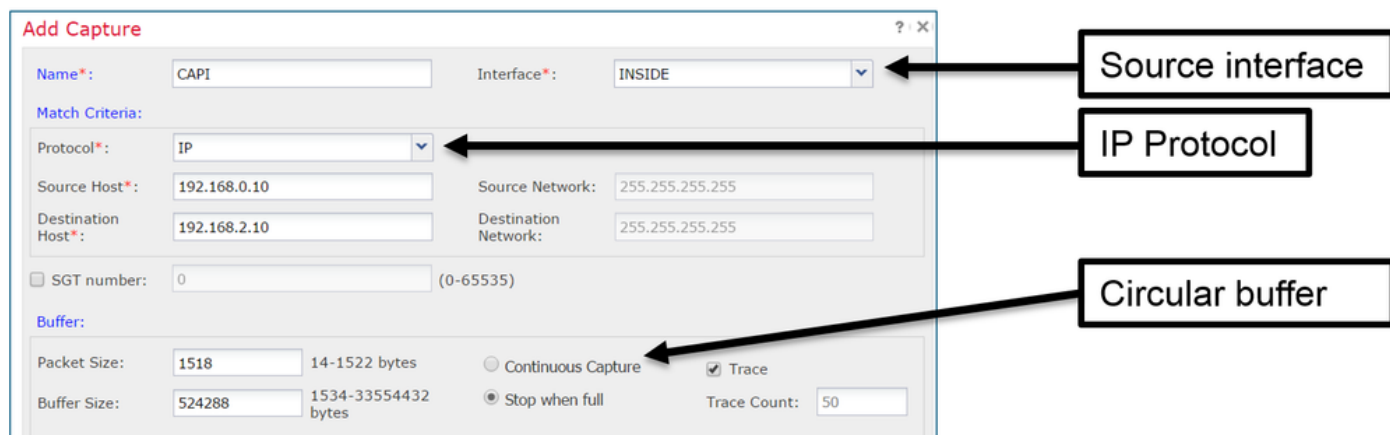 Add Capture ? X
Name*: CAPI Interface*: INSIDE
Source interface
Match Criteria:
Protocol*: IP
IP Protocol
Source Host*: 192.168.0.10 Source Network: 255.255.255.255
Destination Host*: 192.168.2.10 Destination Network: 255.255.255.255
SGT number: 0 (0-65535)
Circular buffer
Buffer:
Packet Size: 1518 14-1522 bytes Continuous Capture Trace
Buffer Size: 524288 1534-33554432 bytes Stop when full Trace Count: 50